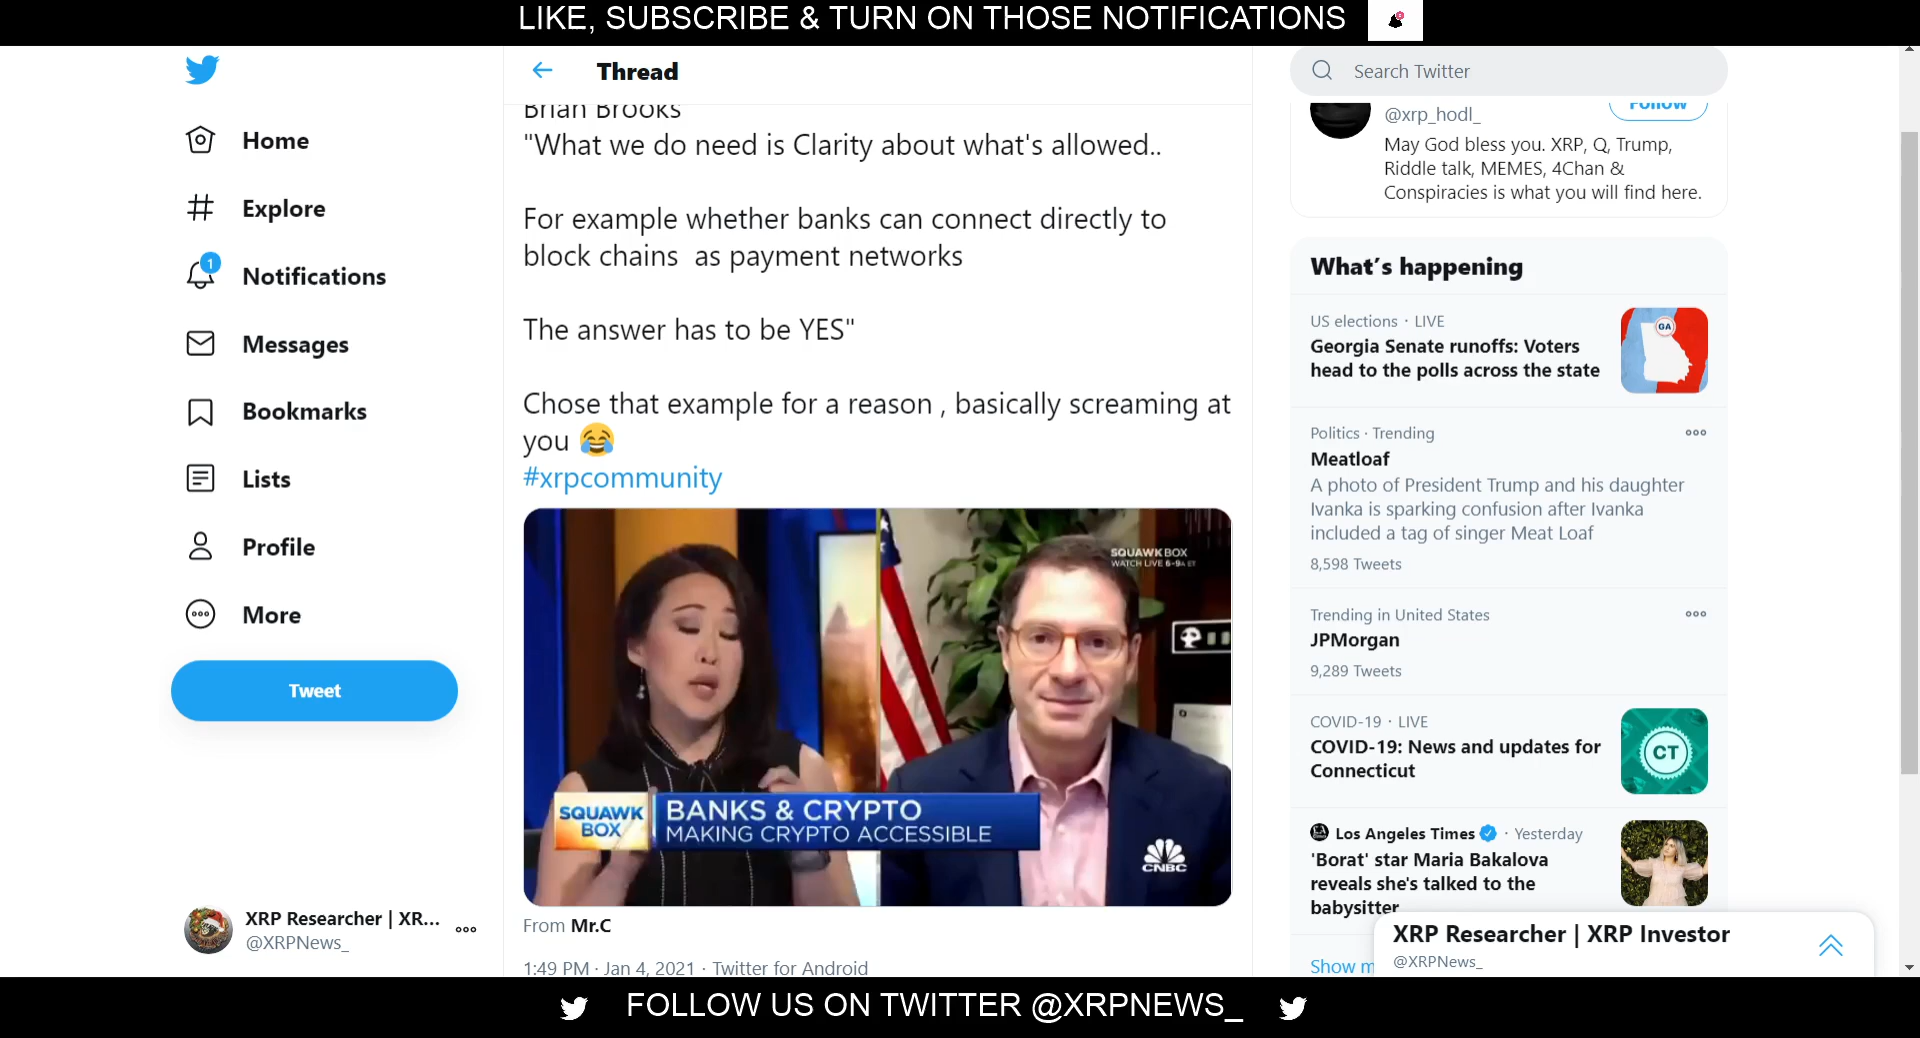 LIKE, SUBSCRIBE & TURN ON THOSE NOTIFICATIONS
Home
Explore
1
Notifications
Messages
Bookmarks
Lists
Profile
More
Tweet
XRP Researcher | XR...
@XRPNews_
Thread
Brian Brooks
"What we do need is Clarity about what's allowed..
For example whether banks can connect directly to
block chains as payment networks
The answer has to be YES"
Chose that example for a reason , basically screaming at
you 😂
#xrpcommunity
SQUAWK BOX
WATCH LIVE 6-9A ET
SQUAWK
BOX
BANKS & CRYPTO
MAKING CRYPTO ACCESSIBLE
CNBC
From Mr.C
1:49 PM · Jan 4, 2021 · Twitter for Android
Search Twitter
Follow
@xrp_hodl_
May God bless you. XRP, Q, Trump,
Riddle talk, MEMES, 4Chan &
Conspiracies is what you will find here.
What's happening
US elections · LIVE
Georgia Senate runoffs: Voters
head to the polls across the state
GA
Politics · Trending
Meatloaf
A photo of President Trump and his daughter
Ivanka is sparking confusion after Ivanka
included a tag of singer Meat Loaf
8,598 Tweets
Trending in United States
JPMorgan
9,289 Tweets
COVID-19 · LIVE
COVID-19: News and updates for
Connecticut
CT
Los Angeles Times · Yesterday
'Borat' star Maria Bakalova
reveals she's talked to the
babysitter
Show m
XRP Researcher | XRP Investor
@XRPNews_
FOLLOW US ON TWITTER @XRPNEWS_